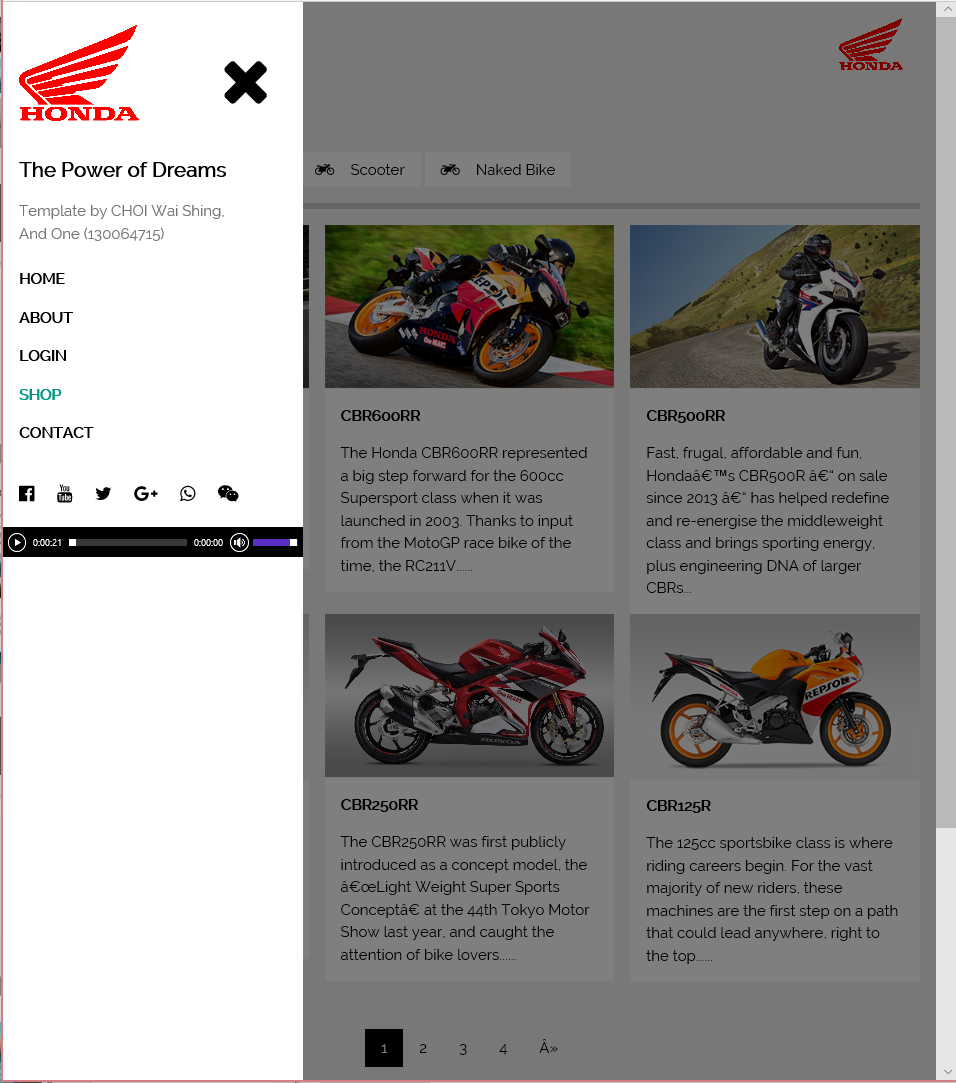 HONDA
The Power of Dreams
Template by CHOI Wai Shing,
And One (130064715)
HOME
ABOUT
LOGIN
SHOP
CONTACT
You
Tube
0:00:21
0:00:00
HONDA
Scooter
Naked Bike
REPSOL
HONDA
One HEART.
CBR600RR
The Honda CBR600RR represented
a big step forward for the 600cc
Supersport class when it was
launched in 2003. Thanks to input
from the MotoGP race bike of the
time, the RC211V......
CBR500RR
Fast, frugal, affordable and fun,
Hondaâ€™s CBR500R â€“ on sale
since 2013 â€“ has helped redefine
and re-energise the middleweight
class and brings sporting energy,
plus engineering DNA of larger
CBRs...
One HEART.
HONDA
CBR250RR
The CBR250RR was first publicly
introduced as a concept model, the
â€œLight Weight Super Sports
Conceptâ€ at the 44th Tokyo Motor
Show last year, and caught the
attention of bike lovers......
REPSOL
CBR125R
The 125cc sportsbike class is where
riding careers begin. For the vast
majority of new riders, these
machines are the first step on a path
that could lead anywhere, right to
the top......
1 2 3 4 Â»